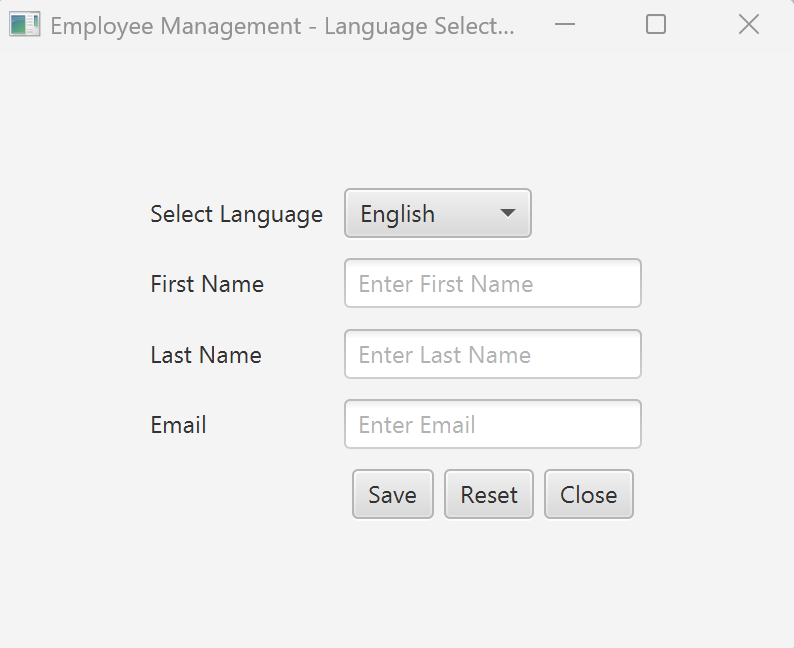 Employee Management - Language Select...
Select Language English
First Name Enter First Name
Last Name Enter Last Name
Email Enter Email
Save Reset Close